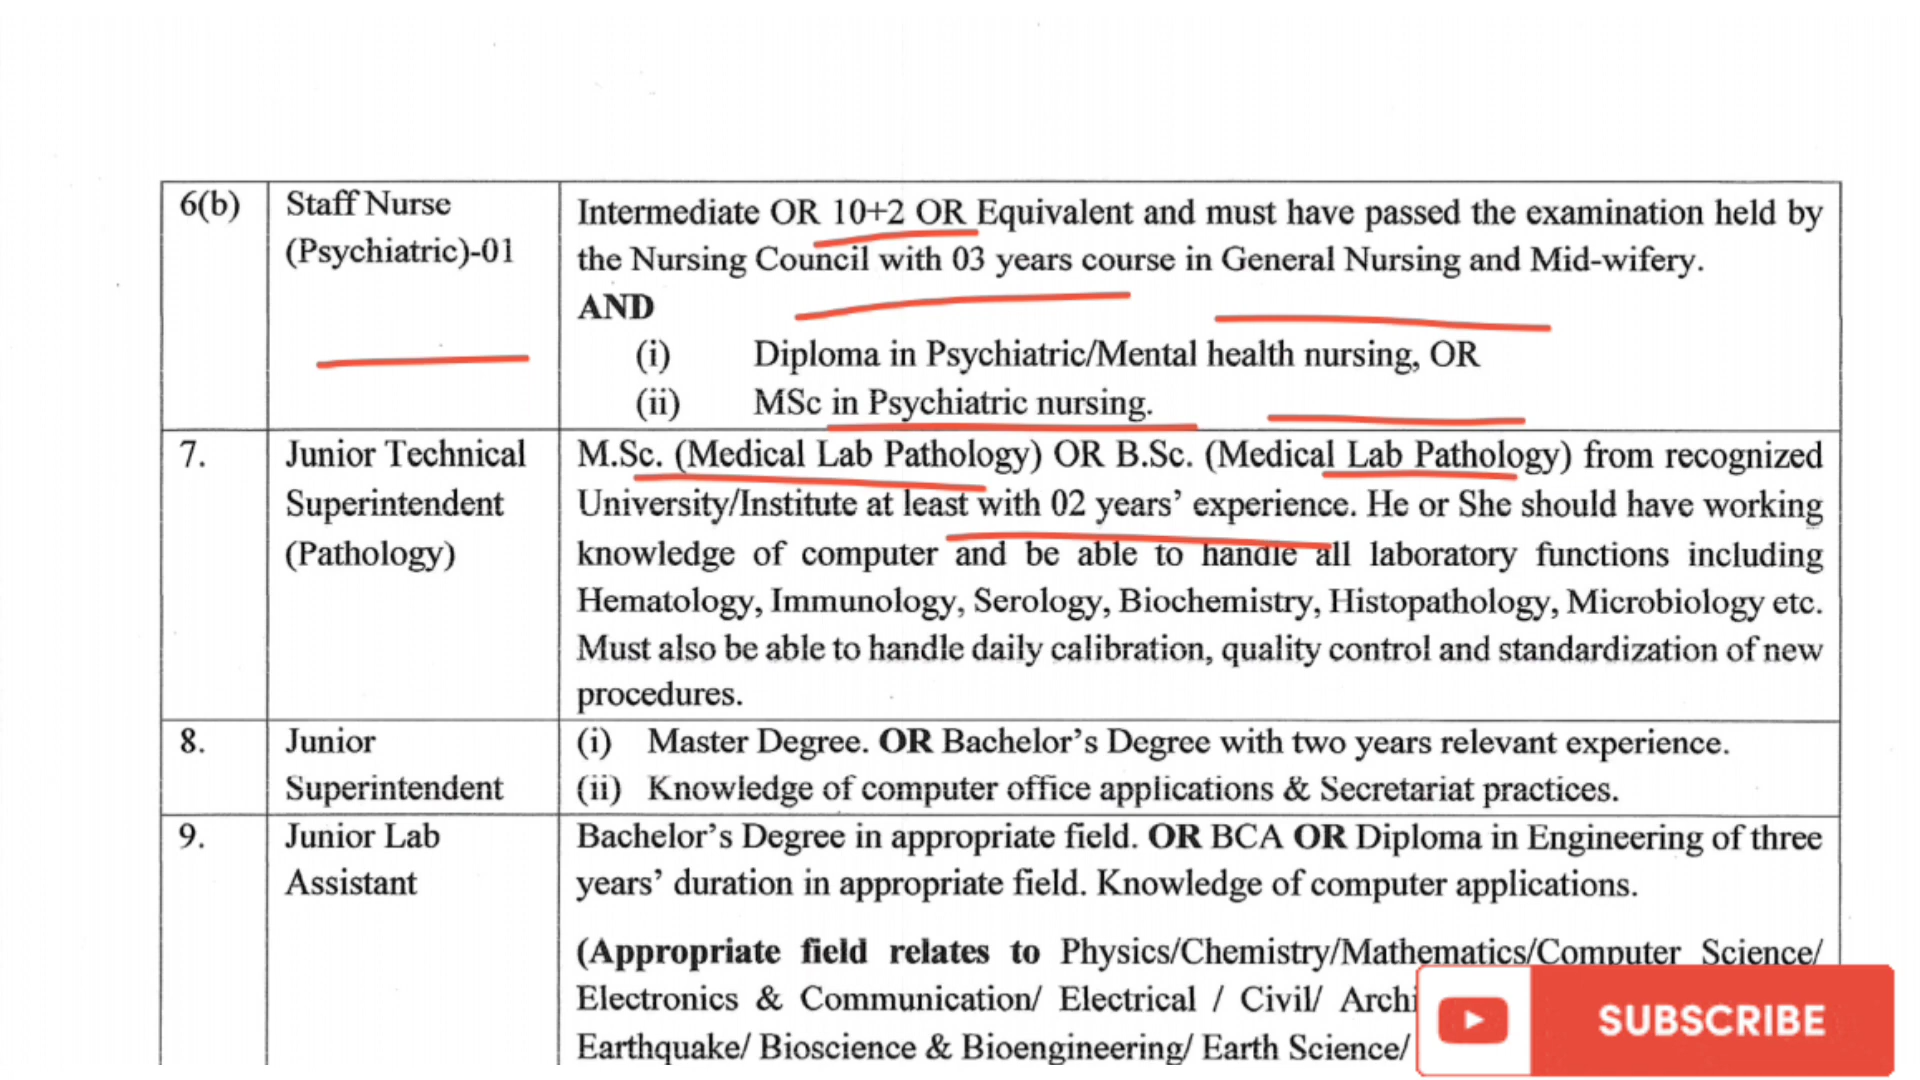 6(b)
Staff Nurse
(Psychiatric)-01
Intermediate OR 10+2 OR Equivalent and must have passed the examination held by
the Nursing Council with 03 years course in General Nursing and Mid-wifery.
AND
(i) Diploma in Psychiatric/Mental health nursing, OR
(ii) MSc in Psychiatric nursing.
7.
Junior Technical
Superintendent
(Pathology)
M.Sc. (Medical Lab Pathology) OR B.Sc. (Medical Lab Pathology) from recognized
University/Institute at least with 02 years’ experience. He or She should have working
knowledge of computer and be able to handle all laboratory functions including
Hematology, Immunology, Serology, Biochemistry, Histopathology, Microbiology etc.
Must also be able to handle daily calibration, quality control and standardization of new
procedures.
8.
Junior
Superintendent
(i) Master Degree. OR Bachelor’s Degree with two years relevant experience.
(ii) Knowledge of computer office applications & Secretariat practices.
9.
Junior Lab
Assistant
Bachelor’s Degree in appropriate field. OR BCA OR Diploma in Engineering of three
years’ duration in appropriate field. Knowledge of computer applications.
(Appropriate field relates to Physics/Chemistry/Mathematics/Computer Science/
Electronics & Communication/ Electrical / Civil/ Archi
Earthquake/ Bioscience & Bioengineering/ Earth Science/
SUBSCRIBE